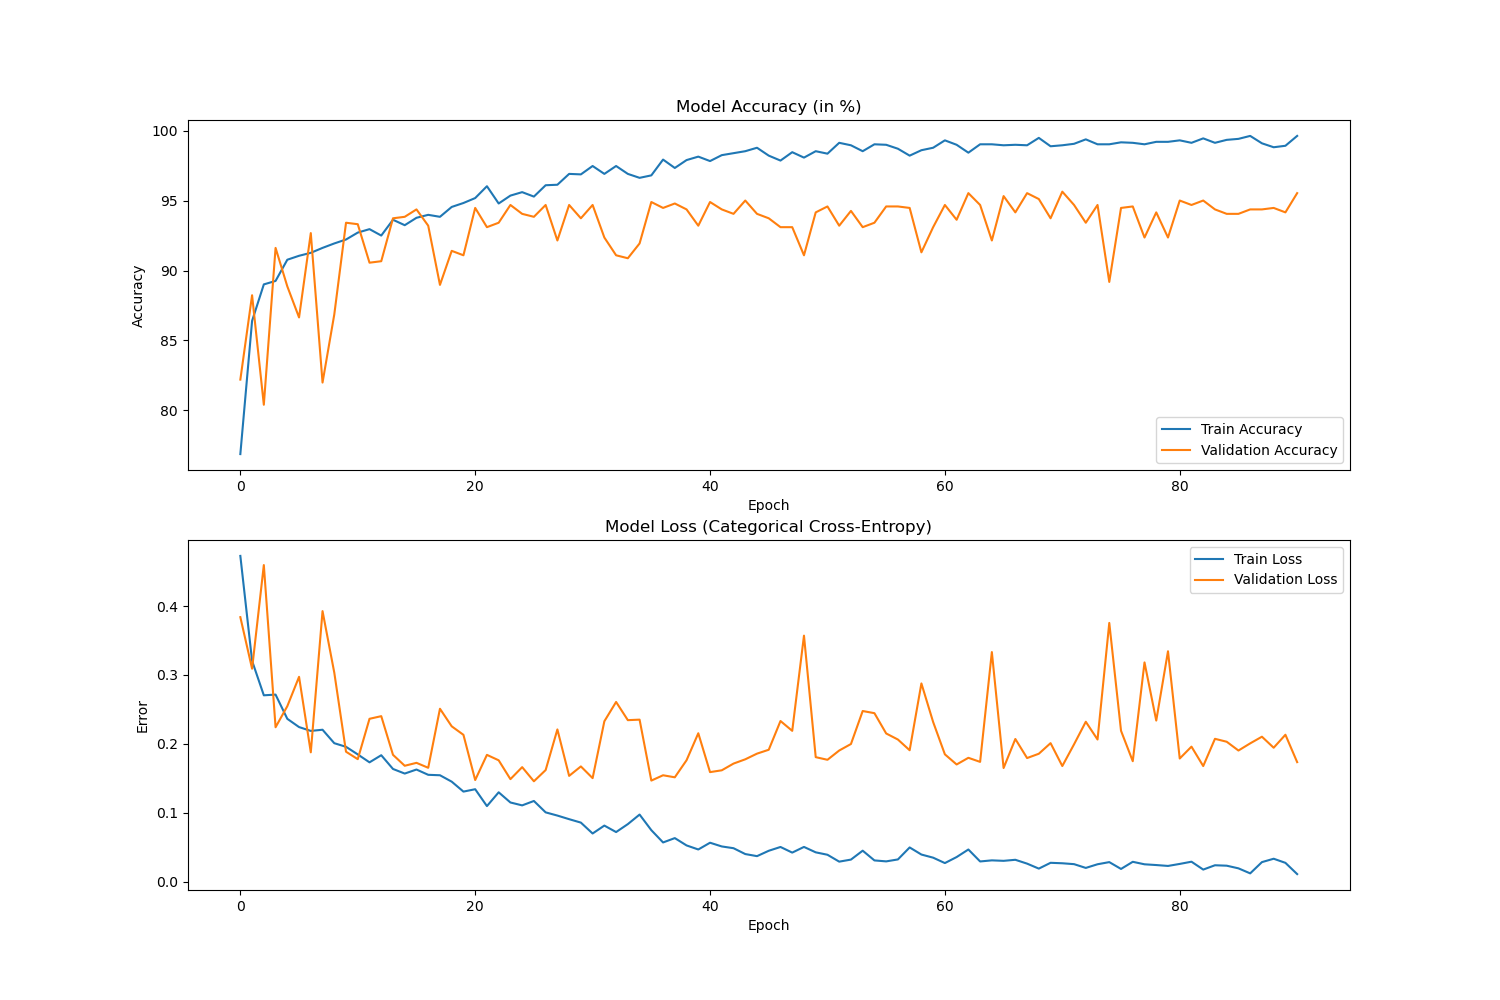 Model Accuracy (in %)
100
95
90
85
80
Accuracy
Train Accuracy
Validation Accuracy
0 20 40 60 80
Epoch
Model Loss (Categorical Cross-Entropy)
Train Loss
Validation Loss
0.4
0.3
0.2
0.1
0.0
Error
0 20 40 60 80
Epoch